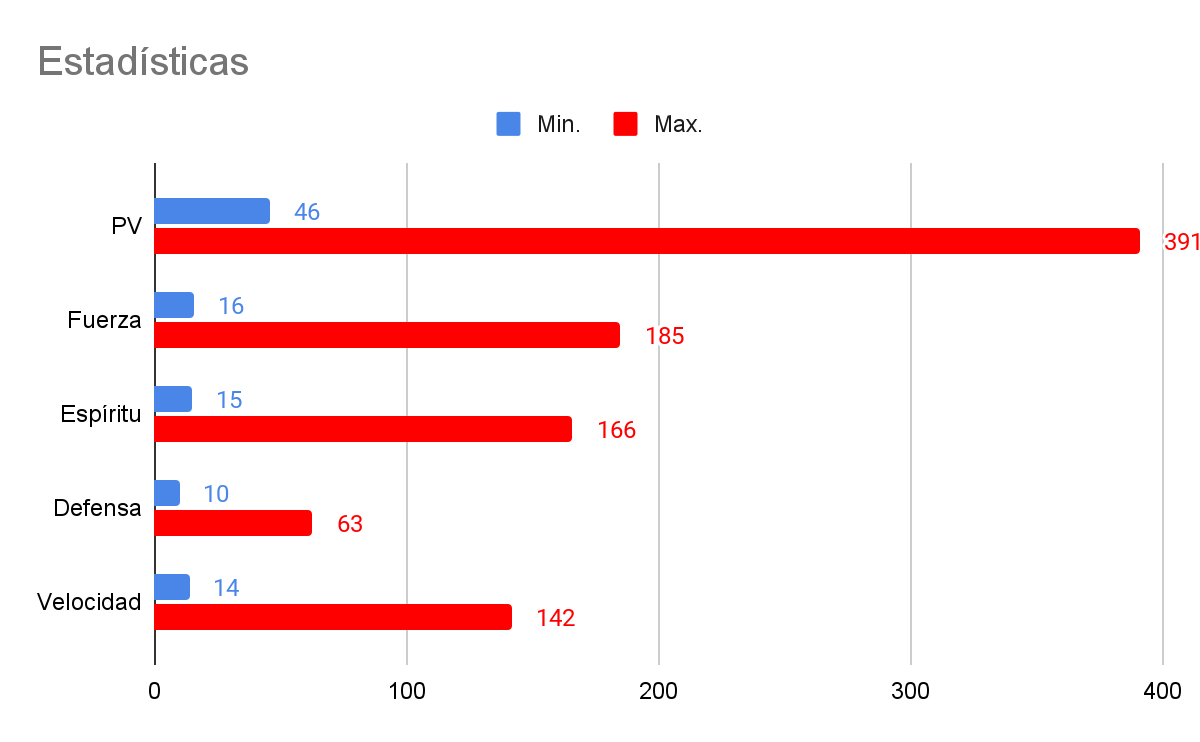 Estadísticas
Min. Max.
PV 46
391
Fuerza 16
185
Espíritu 15
166
Defensa 10
63
Velocidad 14
142
0 100 200 300 400